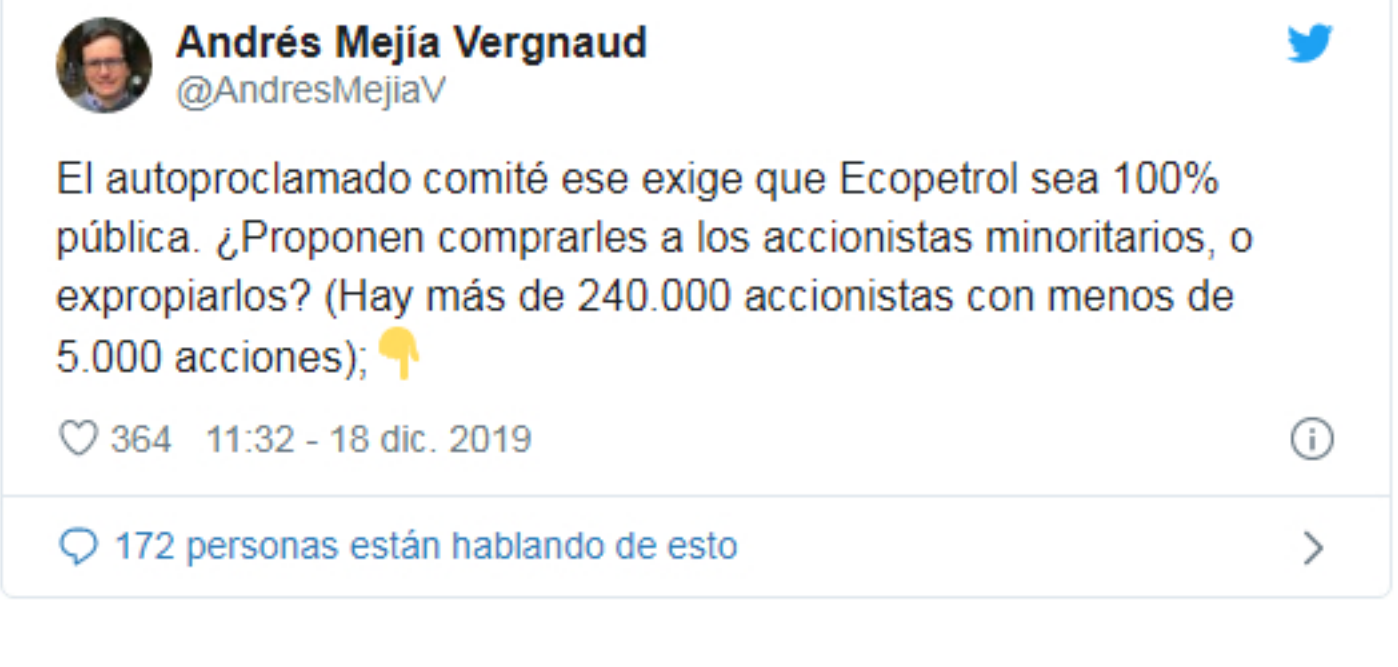 Andrés Mejía Vergnaud
@AndresMejiaV
El autoproclamado comité ese exige que Ecopetrol sea 100%
pública. ¿Proponen comprarles a los accionistas minoritarios, o
expropiarlos? (Hay más de 240.000 accionistas con menos de
5.000 acciones);👇
364 11:32 - 18 dic. 2019
172 personas están hablando de esto